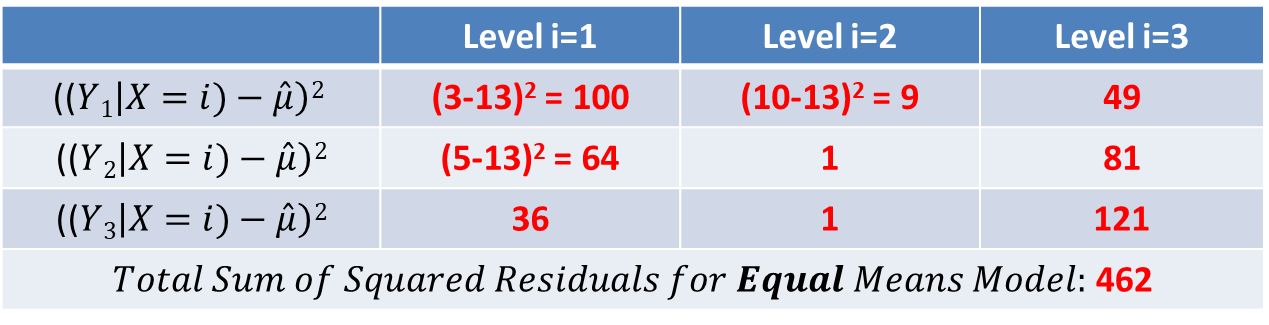 Level i=1 Level i=2 Level i=3
((Y₁|X = i) − μ̂)² (3-13)² = 100 (10-13)² = 9 49
((Y₂|X = i) − μ̂)² (5-13)² = 64 1 81
((Y₃|X = i) − μ̂)² 36 1 121
Total Sum of Squared Residuals for Equal Means Model: 462